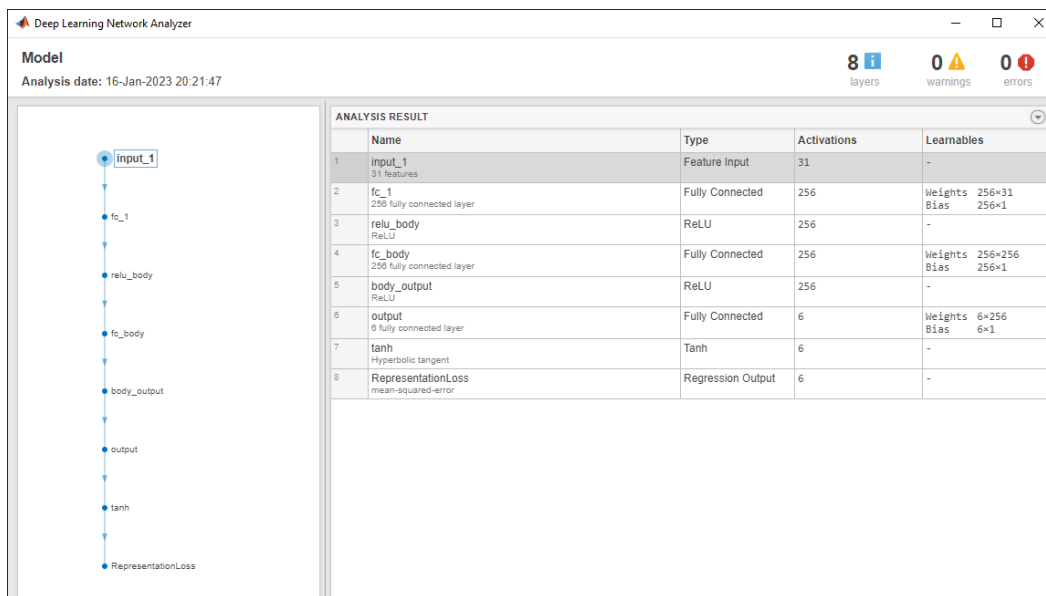 Deep Learning Network Analyzer
Model
Analysis date: 16-Jan-2023 20:21:47
8 i
layers
0
warnings
0
errors
input_1
fc_1
relu_body
fc_body
body_output
output
tanh
RepresentationLoss
ANALYSIS RESULT
Name Type Activations Learnables
1 input_1 Feature Input 31 -
31 features
2 fc_1 Fully Connected 256 Weights 256×31
256 fully connected layer Bias 256×1
3 relu_body ReLU 256 -
ReLU
4 fc_body Fully Connected 256 Weights 256×256
256 fully connected layer Bias 256×1
5 body_output ReLU 256 -
ReLU
6 output Fully Connected 6 Weights 6×256
6 fully connected layer Bias 6×1
7 tanh Tanh 6 -
Hyperbolic tangent
8 RepresentationLoss Regression Output 6 -
mean-squared-error